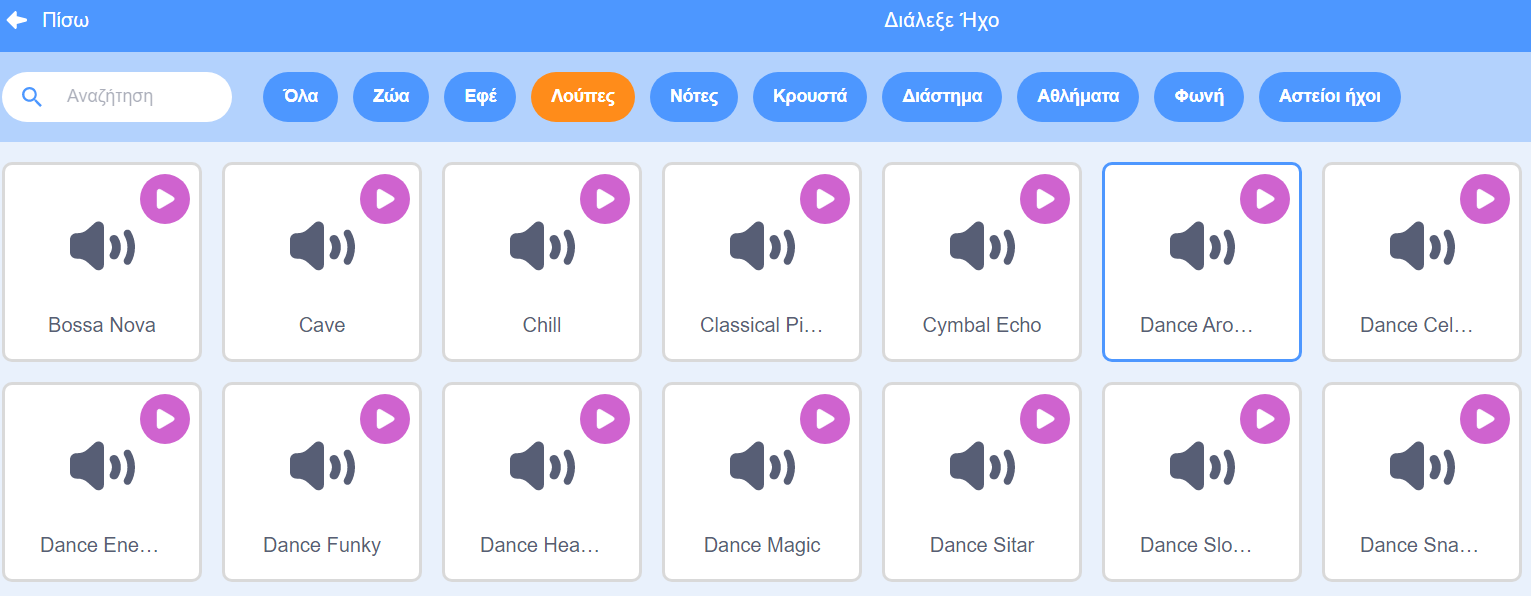 Πίσω Διάλεξε Ήχο
Αναζήτηση Όλα Ζώα Εφέ Λούπες Νότες Κρουστά Διάστημα Αθλήματα Φωνή Αστείοι ήχοι
Bossa Nova Cave Chill Classical Pi… Cymbal Echo Dance Aro… Dance Cel…
Dance Ene… Dance Funky Dance Hea… Dance Magic Dance Sitar Dance Slo… Dance Sna…